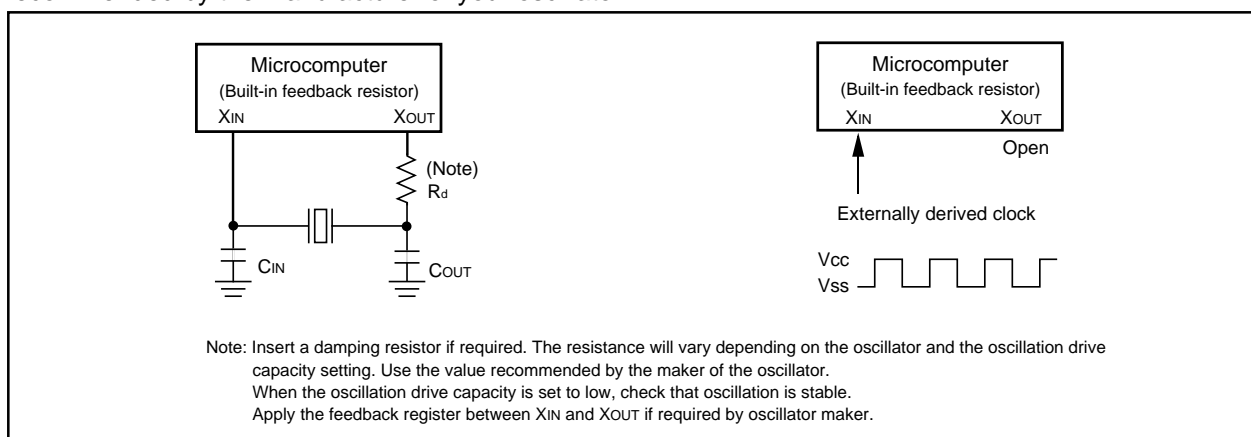 Microcomputer
(Built-in feedback resistor)
XIN XOUT
(Note)
Rd
CIN
COUT
Microcomputer
(Built-in feedback resistor)
XIN XOUT
Open
Externally derived clock
Vcc
Vss
Note: Insert a damping resistor if required. The resistance will vary depending on the oscillator and the oscillation drive
capacity setting. Use the value recommended by the maker of the oscillator.
When the oscillation drive capacity is set to low, check that oscillation is stable.
Apply the feedback register between XIN and XOUT if required by oscillator maker.